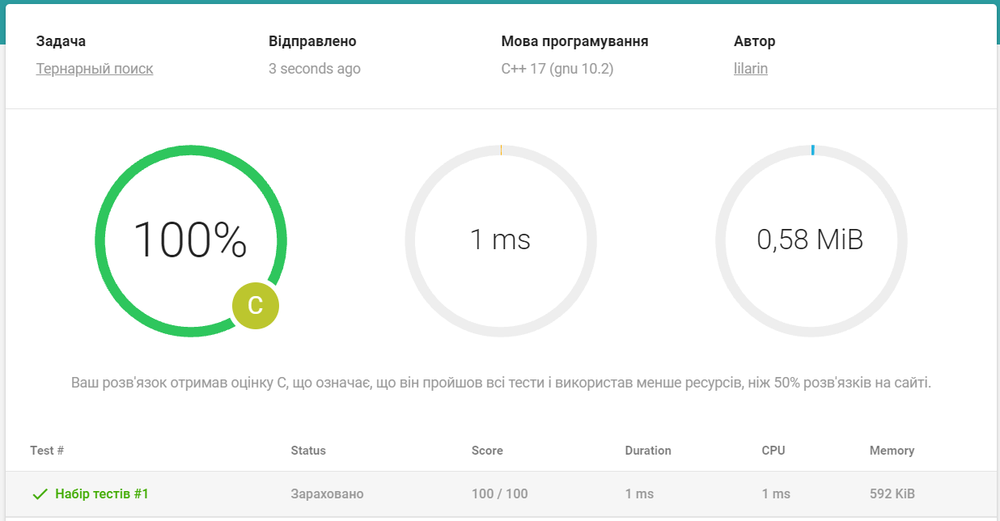 Задача Відправлено Мова програмування Автор
Тернарный поиск 3 seconds ago C++ 17 (gnu 10.2) lilarin
100% 1 ms 0,58 MiB
C
Ваш розв'язок отримав оцінку C, що означає, що він пройшов всі тести і використав менше ресурсів, ніж 50% розв'язків на сайті.
Test # Status Score Duration CPU Memory
Набір тестів #1 Зараховано 100 / 100 1 ms 1 ms 592 KiB